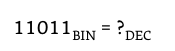 11011BIN = ?DEC